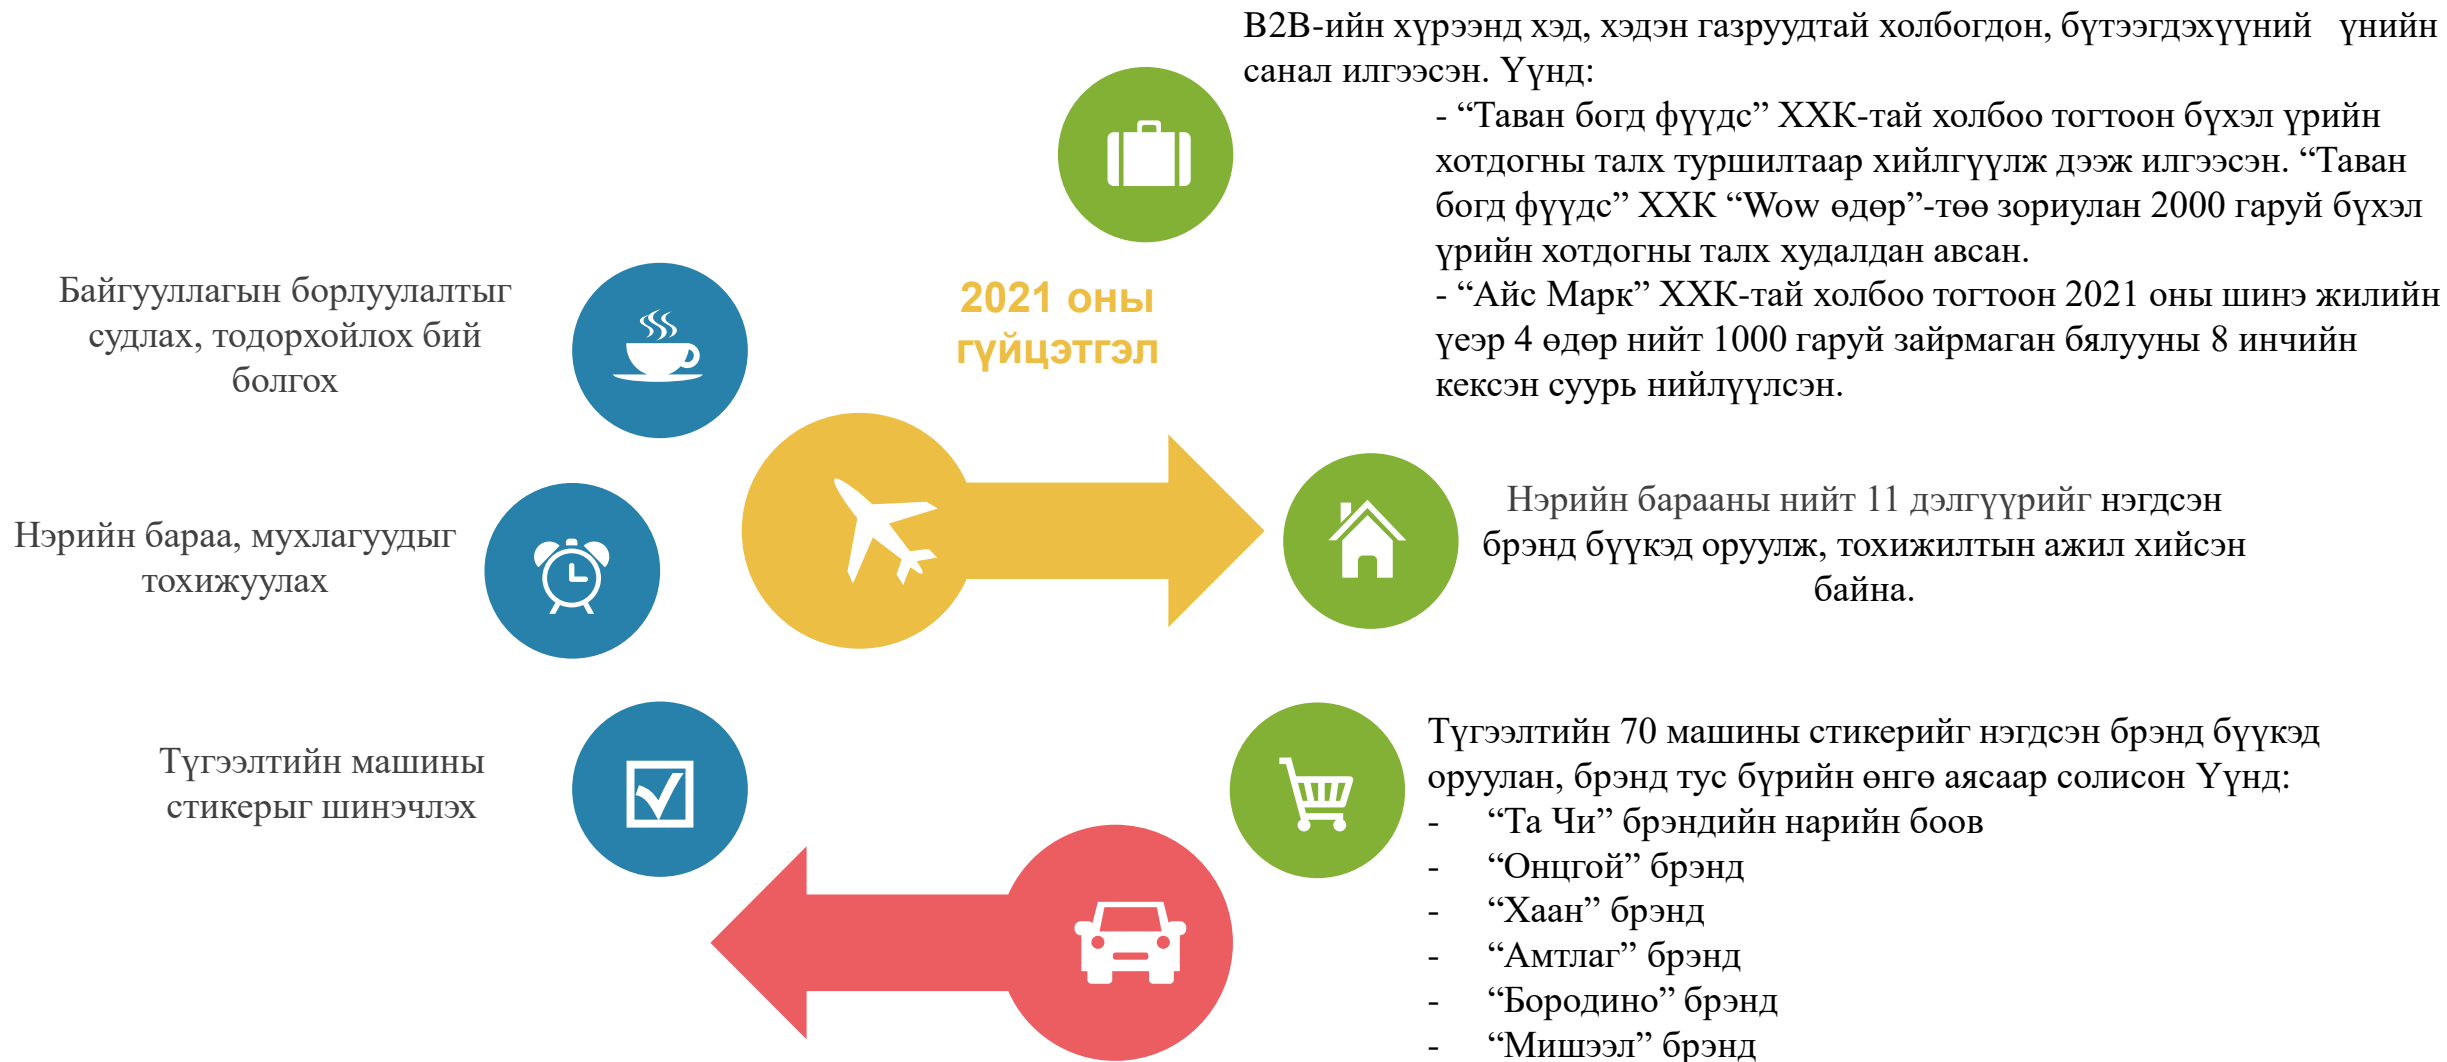 Байгууллагын борлуулалтыг
судлах, тодорхойлох бий
болгох
Нэрийн бараа, мухлагуудыг
тохижуулах
Түгээлтийн машины
стикерыг шинэчлэх
2021 оны
гүйцэтгэл
B2B-ийн хүрээнд хэд, хэдэн газруудтай холбогдон, бүтээгдэхүүний үнийн
санал илгээсэн. Үүнд:
- “Таван богд фүүдс” ХХК-тай холбоо тогтоон бүхэл үрийн
хотдогны талх туршилтаар хийлгүүлж дээж илгээсэн. “Таван
богд фүүдс” ХХК “Wow өдөр”-төө зориулан 2000 гаруй бүхэл
үрийн хотдогны талх худалдан авсан.
- “Айс Марк” ХХК-тай холбоо тогтоон 2021 оны шинэ жилийн
үеэр 4 өдөр нийт 1000 гаруй зайрмаган бялууны 8 инчийн
кексэн суурь нийлүүлсэн.
Нэрийн барааны нийт 11 дэлгүүрийг нэгдсэн
брэнд бүүкэд оруулж, тохижилтын ажил хийсэн
байна.
Түгээлтийн 70 машины стикерийг нэгдсэн брэнд бүүкэд
оруулан, брэнд тус бүрийн өнгө аясаар солисон Үүнд:
- “Та Чи” брэндийн нарийн боов
- “Онцгой” брэнд
- “Хаан” брэнд
- “Амтлаг” брэнд
- “Бородино” брэнд
- “Мишээл” брэнд